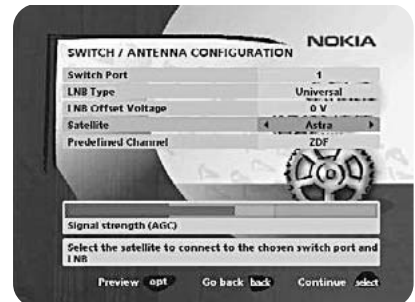 NOKIA
SWITCH / ANTENNA CONFIGURATION
Switch Port 1
LNB Type Universal
LNB Offset Voltage 0 V
Satellite Astra
Predefined Channel ZDF
Signal strength (AGC)
Select the satellite to connect to the chosen switch port and
LNB
Preview opt Go back back Continue select